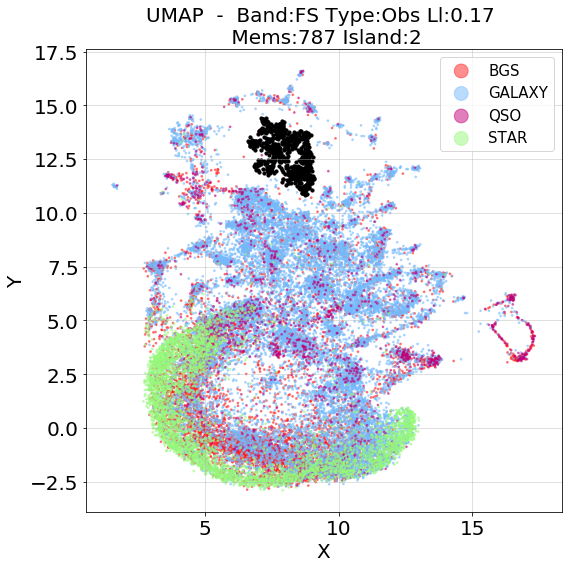 UMAP  -  Band:FS Type:Obs Ll:0.17
Mems:787 Island:2
17.5
15.0
12.5
10.0
7.5
5.0
2.5
0.0
−2.5
Y
BGS
GALAXY
QSO
STAR
5
10
15
X